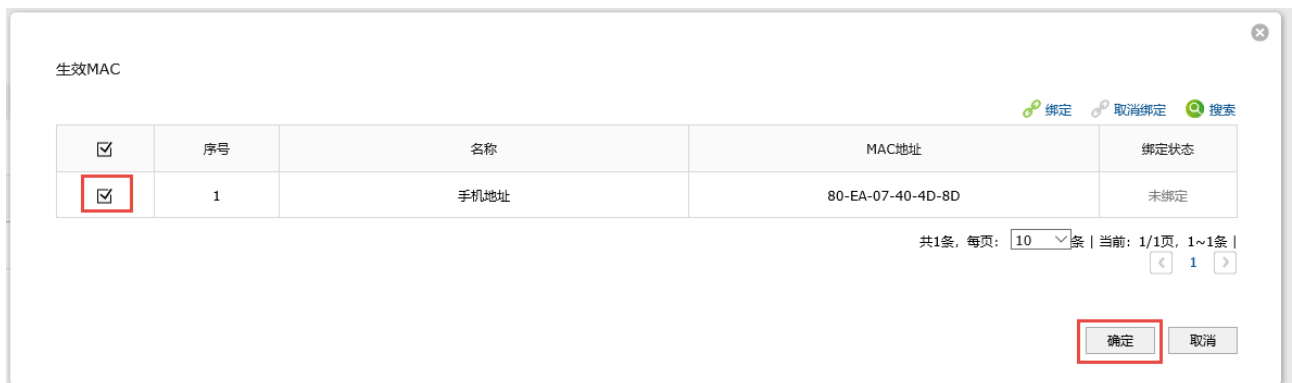 生效MAC
绑定 取消绑定 搜索
序号 名称 MAC地址 绑定状态
1 手机地址 80-EA-07-40-4D-8D 未绑定
共1条, 每页: 10 条 | 当前: 1/1页, 1~1条 |
< 1 >
确定 取消